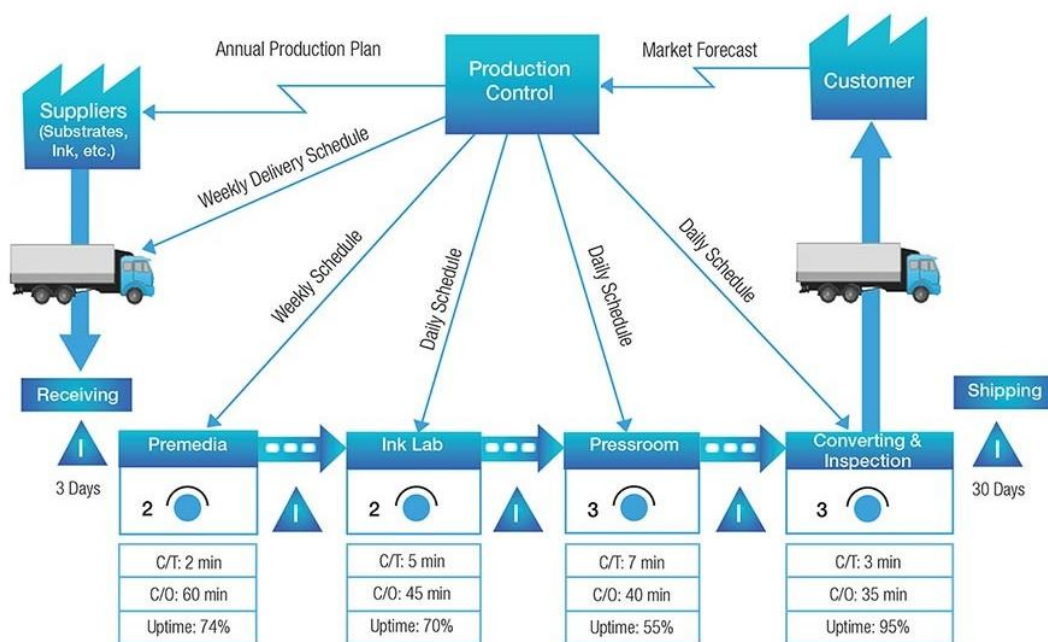 Annual Production Plan
Market Forecast
Production
Control
Customer
Suppliers
(Substrates,
Ink, etc.)
Weekly Delivery Schedule
Weekly Schedule
Daily Schedule
Daily Schedule
Daily Schedule
Receiving
Shipping
I
3 Days
I
30 Days
Premedia
Ink Lab
Pressroom
Converting &
Inspection
2
I
2
I
3
I
3
C/T: 2 min
C/O: 60 min
Uptime: 74%
C/T: 5 min
C/O: 45 min
Uptime: 70%
C/T: 7 min
C/O: 40 min
Uptime: 55%
C/T: 3 min
C/O: 35 min
Uptime: 95%